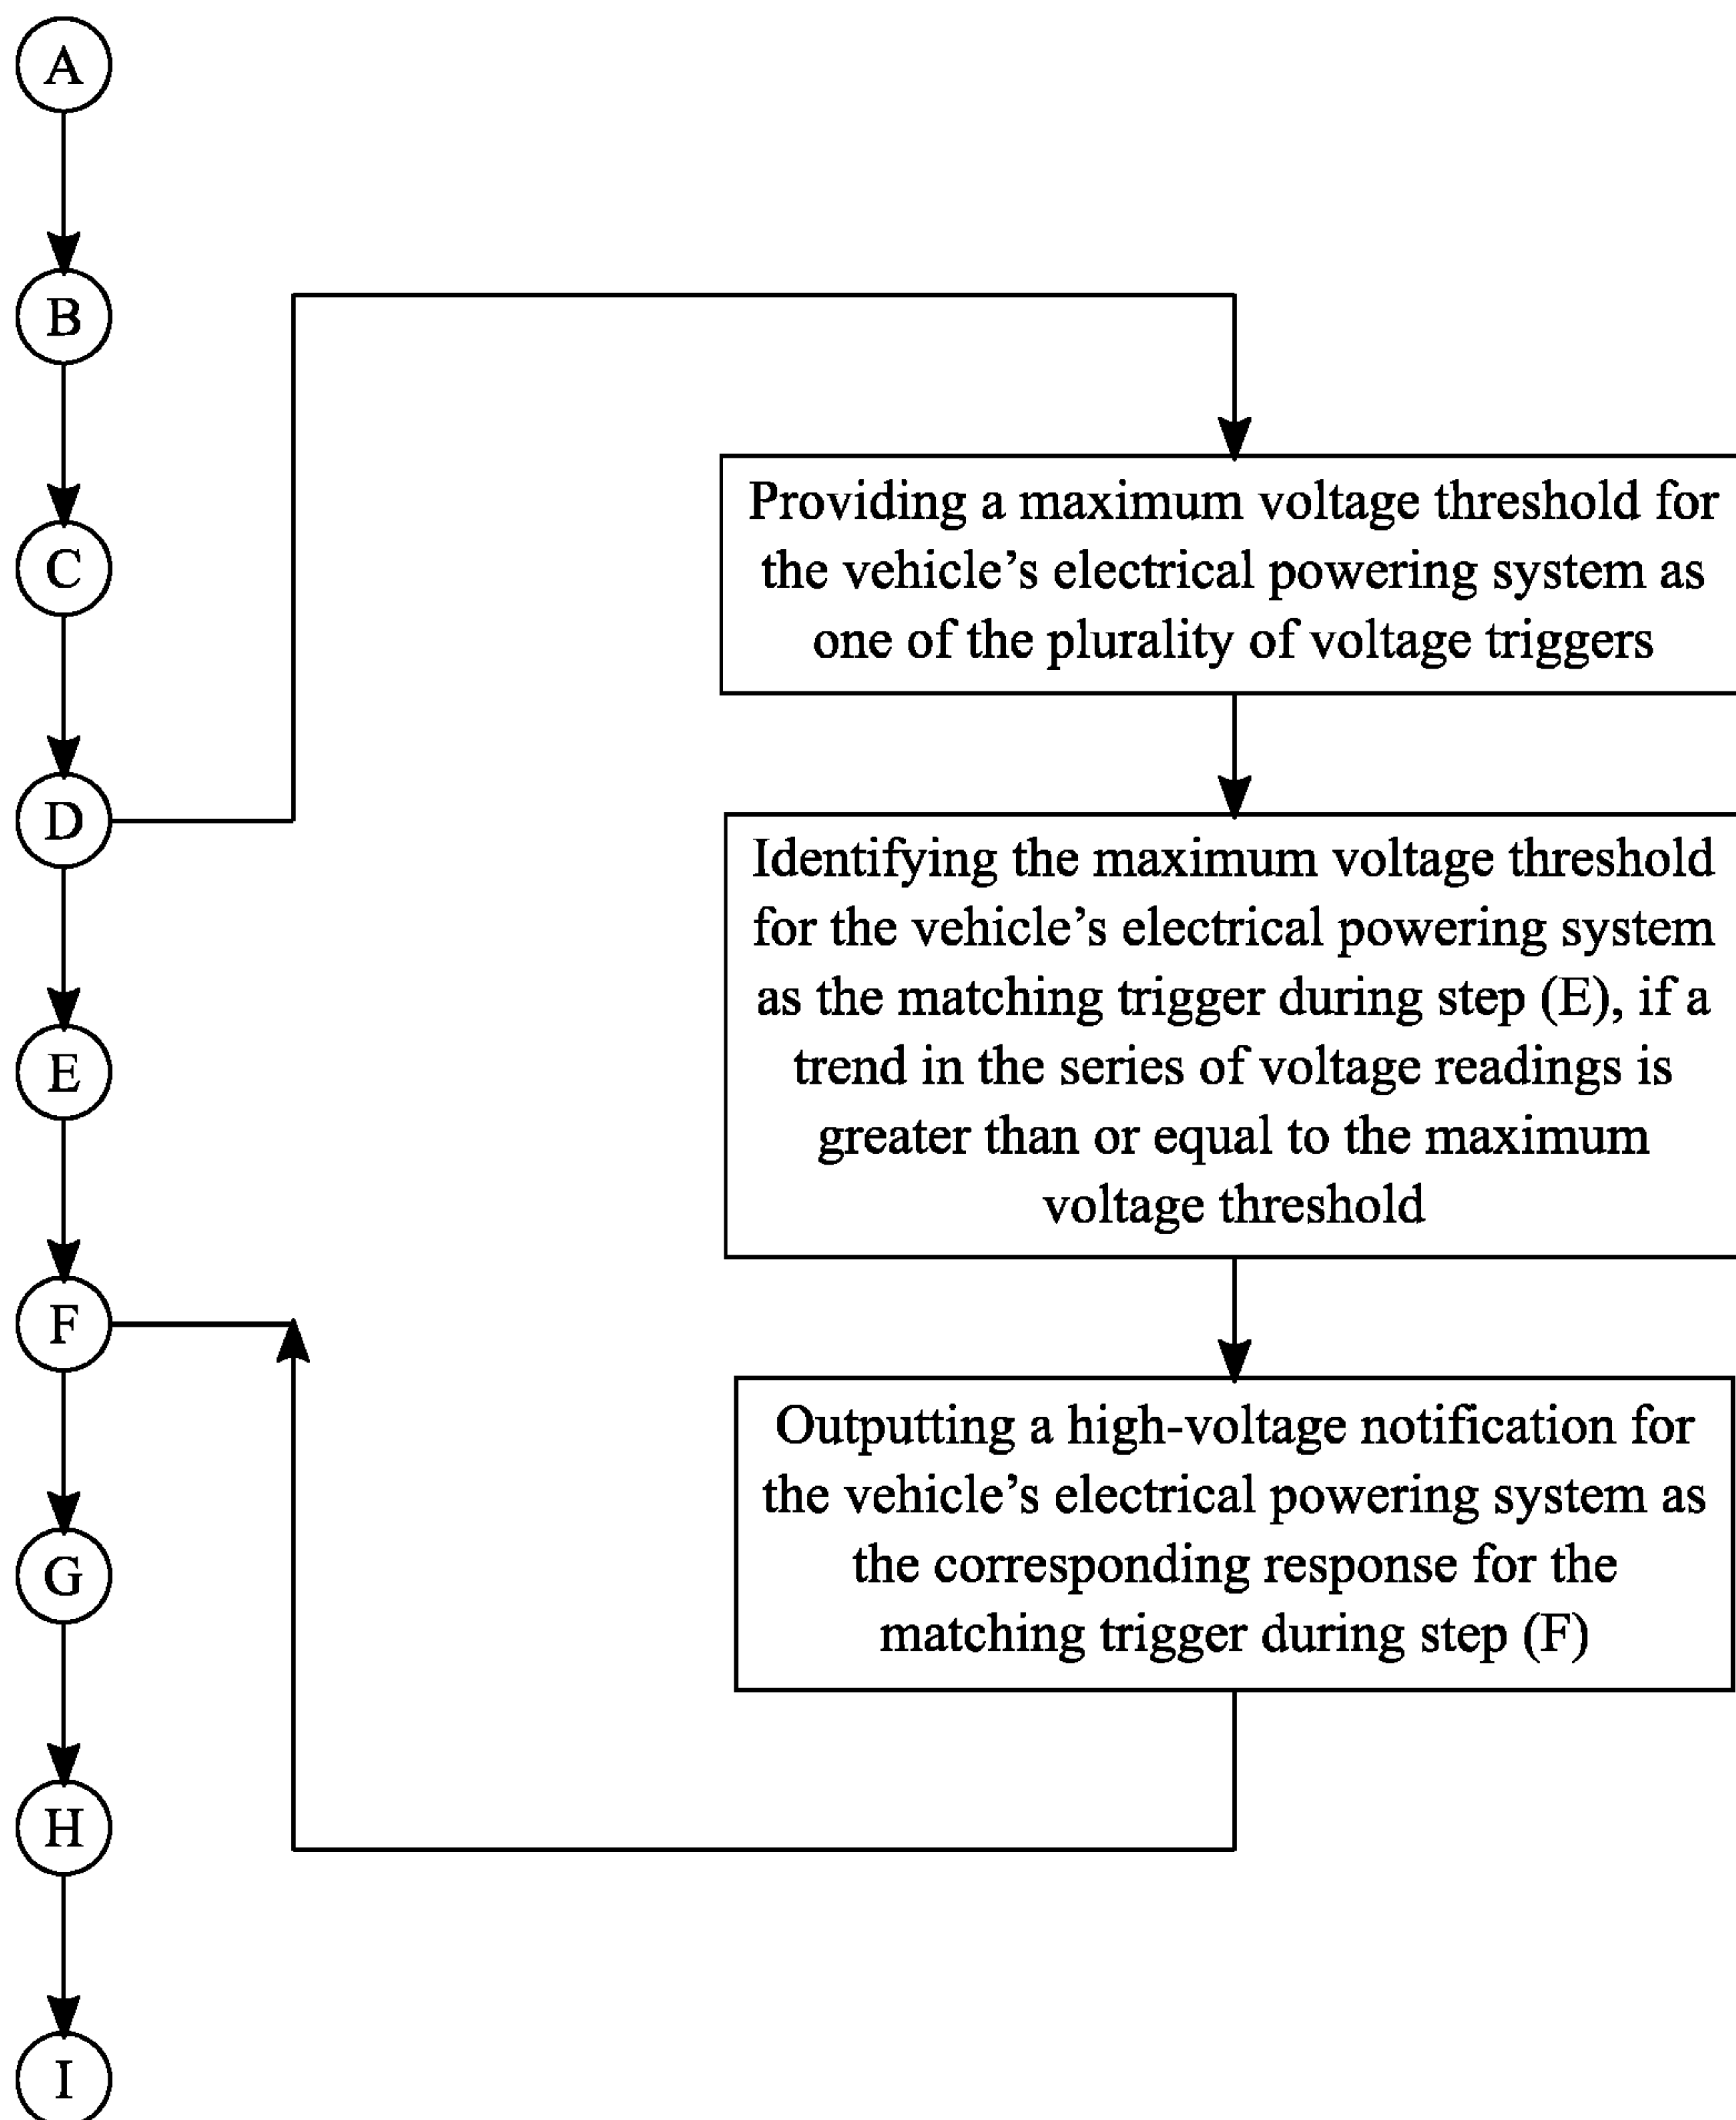 A
B
C
D
E
F
G
H
I
Providing a maximum voltage threshold for
the vehicle’s electrical powering system as
one of the plurality of voltage triggers
Identifying the maximum voltage threshold
for the vehicle’s electrical powering system
as the matching trigger during step (E), if a
trend in the series of voltage readings is
greater than or equal to the maximum
voltage threshold
Outputting a high-voltage notification for
the vehicle’s electrical powering system as
the corresponding response for the
matching trigger during step (F)